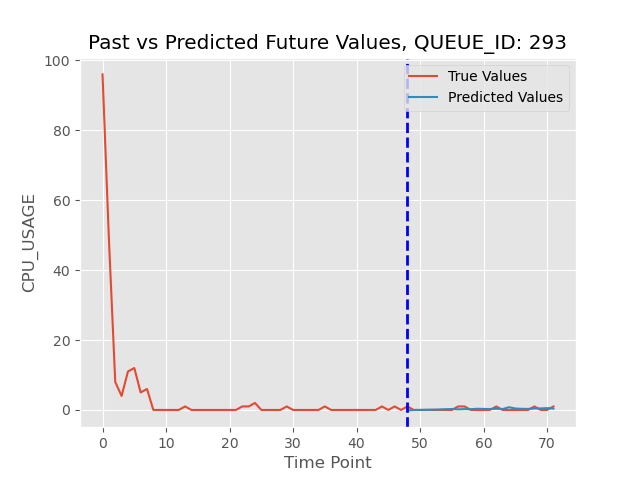 Past vs Predicted Future Values, QUEUE_ID: 293
True Values
Predicted Values
CPU_USAGE
100
80
60
40
20
0
0 10 20 30 40 50 60 70
Time Point